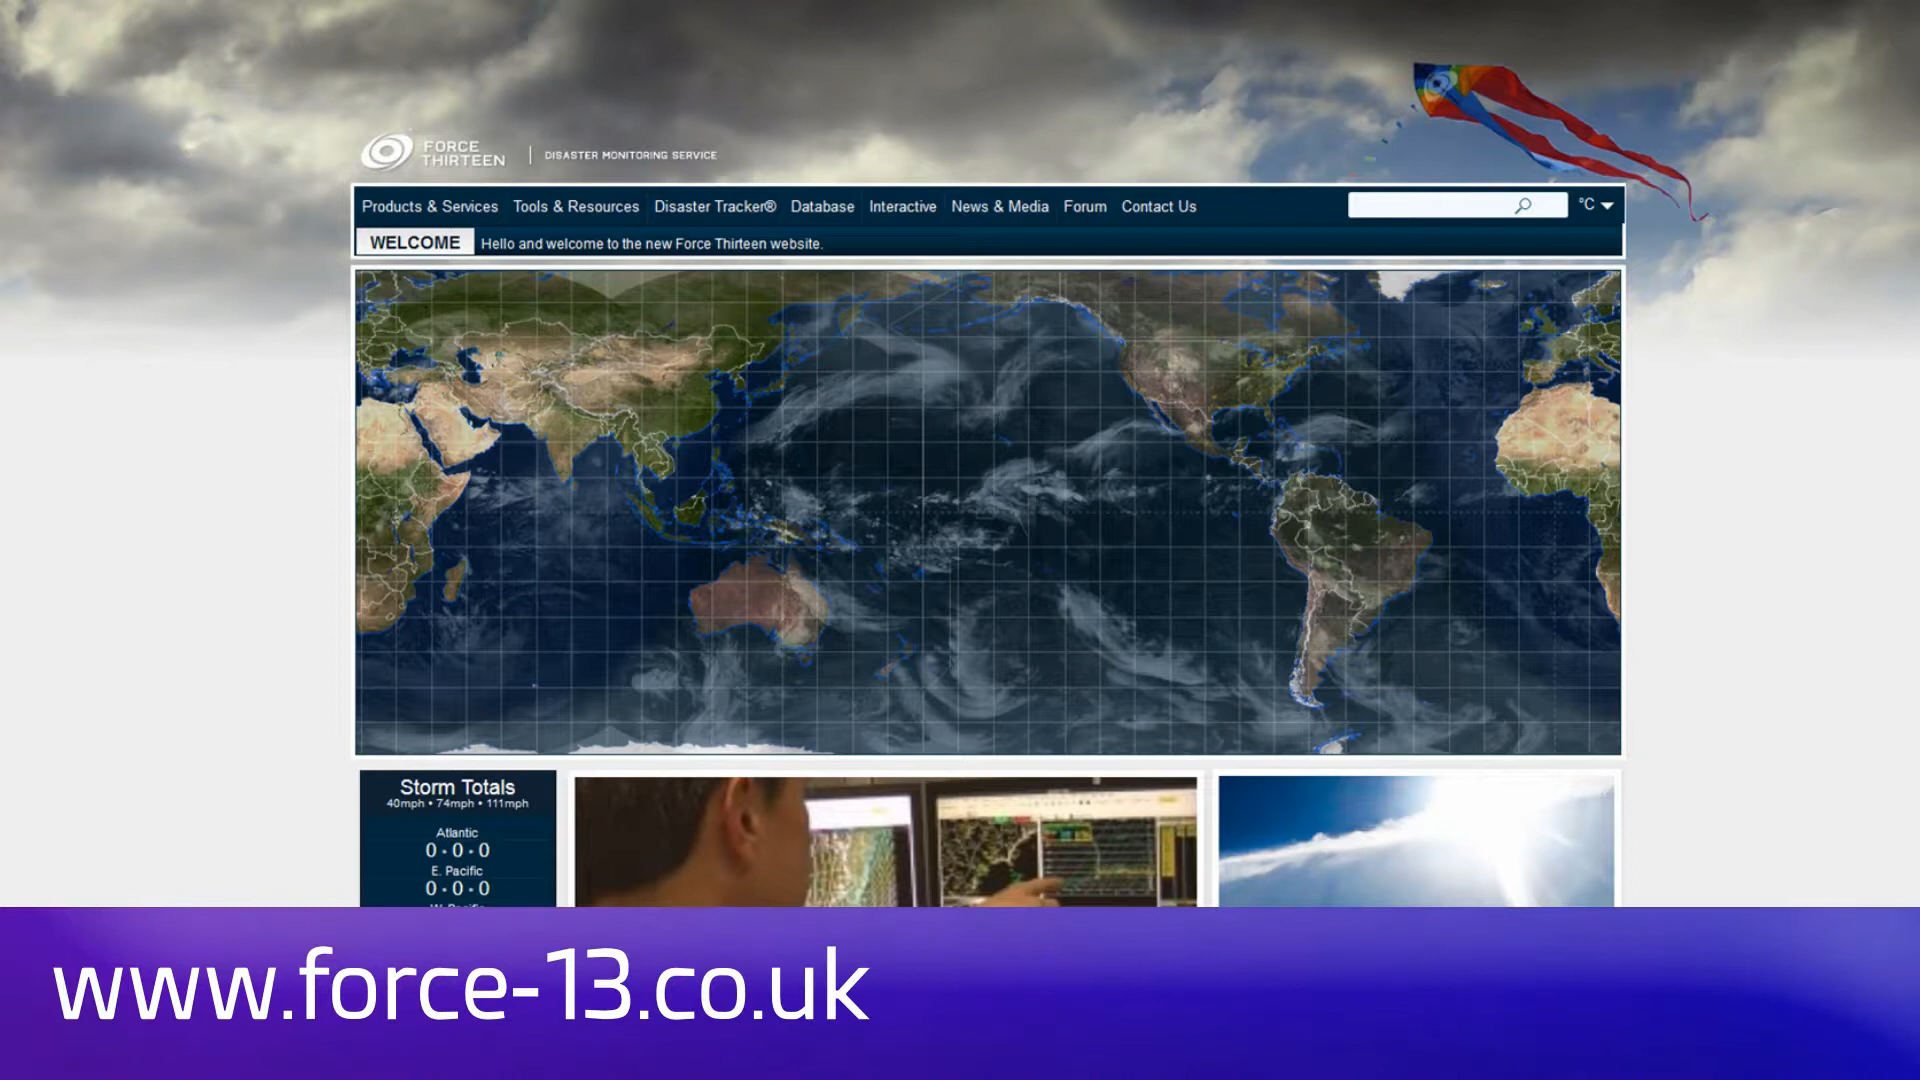 FORCE
THIRTEEN
DISASTER MONITORING SERVICE
Products & Services Tools & Resources Disaster Tracker® Database Interactive News & Media Forum Contact Us
°C
WELCOME Hello and welcome to the new Force Thirteen website.
Storm Totals
40mph • 74mph • 111mph
Atlantic
0 - 0 - 0
E. Pacific
0 - 0 - 0
www.force-13.co.uk